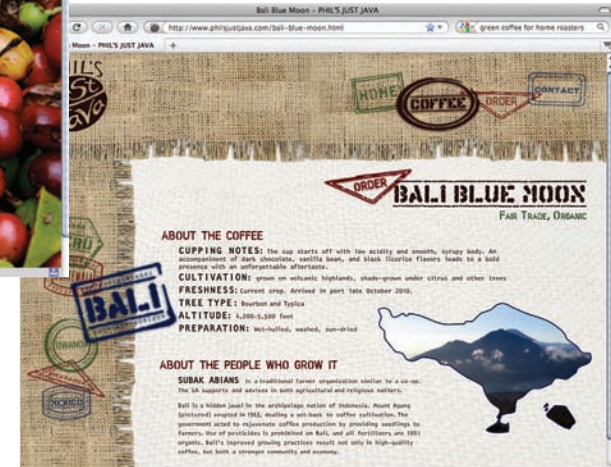 Bali Blue Moon – PHIL'S JUST JAVA
http://www.philsjustjava.com/bali-blue-moon.html
green coffee for home roasters
Moon – PHIL'S JUST JAVA
HOME
COFFEE
ORDER
CONTACT
ORDER
BALI BLUE MOON
FAIR TRADE, ORGANIC
ABOUT THE COFFEE
CUPPING NOTES: The cup starts off with low acidity and smooth, syrupy body. An
accompaniment of dark chocolate, vanilla bean, and black licorice flavors leads to a bold
presence with an unforgettable aftertaste.
CULTIVATION: grown on volcanic highlands, shade-grown under citrus and other trees
FRESHNESS: Current crop. Arrived in port late October 2010.
TREE TYPE: Bourbon and Typica
ALTITUDE: 4,200-5,500 feet
PREPARATION: Wet-hulled, washed, sun-dried
BALI
MEXICO
ABOUT THE PEOPLE WHO GROW IT
SUBAK ABIANS is a traditional farmer organization similar to a co-op.
The SA supports and advises in both agricultural and religious matters.
Bali is a hidden jewel in the archipelago nation of Indonesia. Mount Agung
(pictured) erupted in 1963, dealing a set-back to coffee cultivation. The
government acted to rejuvenate coffee production by providing seedlings to
farmers. Use of pesticides is prohibited on Bali, and all fertilizers are 100%
organic. Bali's improved growing practices result not only in high-quality
coffee, but both a stronger community and economy.